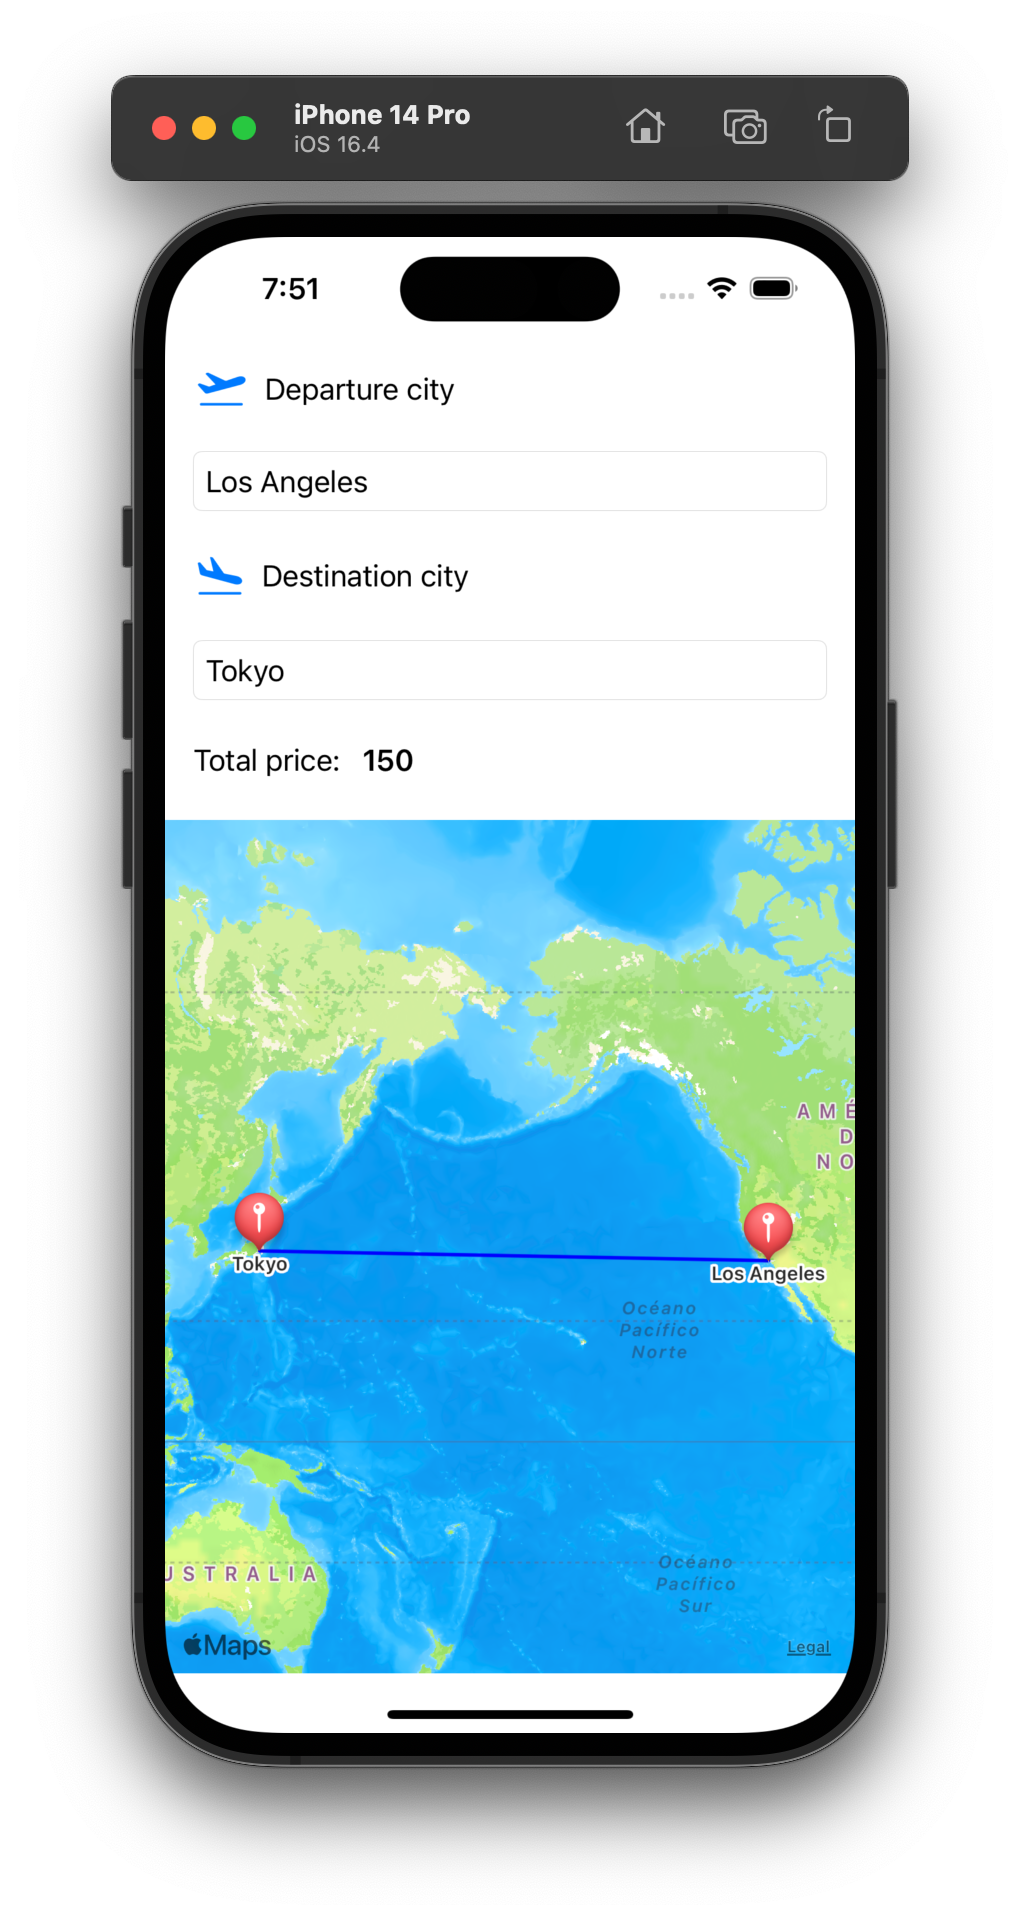 iPhone 14 Pro
iOS 16.4
7:51
Departure city
Los Angeles
Destination city
Tokyo
Total price: 150
AMÉ
D
NO
Tokyo
Los Angeles
Océano
Pacífico
Norte
Océano
Pacífico
Sur
USTRALIA
Maps
Legal